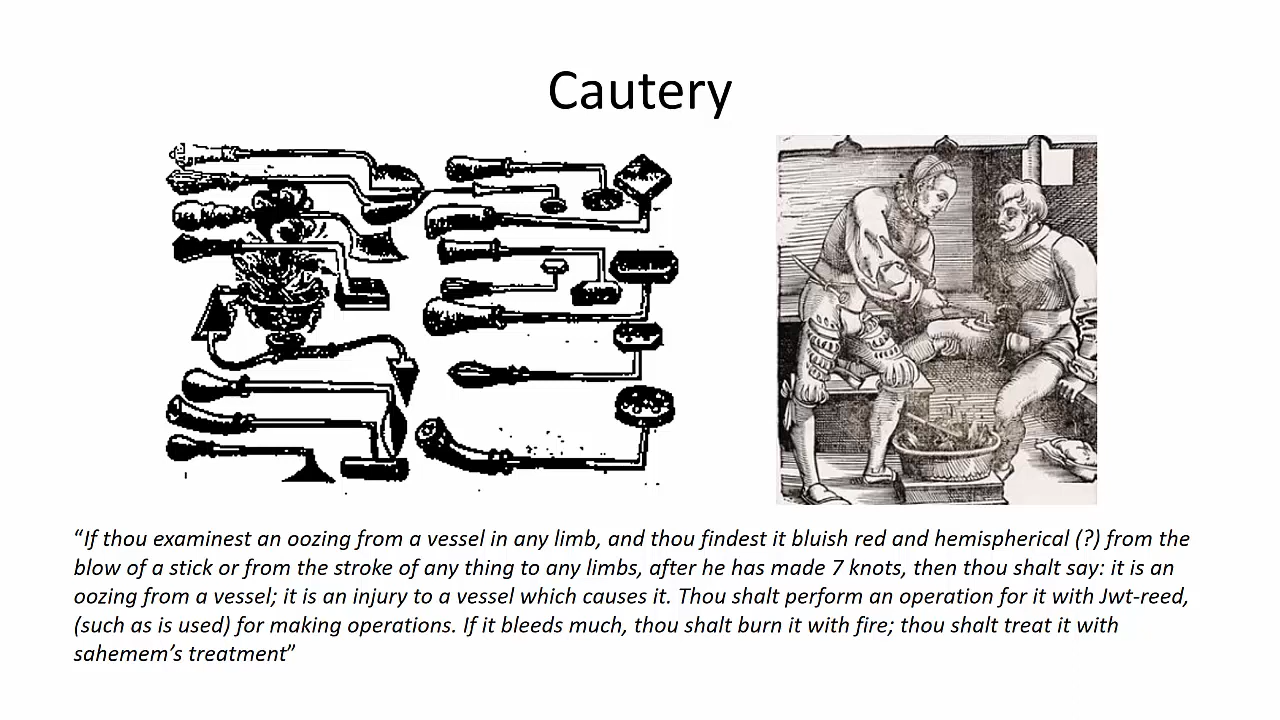 Cautery
“If thou examinest an oozing from a vessel in any limb, and thou findest it bluish red and hemispherical (?) from the
blow of a stick or from the stroke of any thing to any limbs, after he has made 7 knots, then thou shalt say: it is an
oozing from a vessel; it is an injury to a vessel which causes it. Thou shalt perform an operation for it with Jwt-reed,
(such as is used) for making operations. If it bleeds much, thou shalt burn it with fire; thou shalt treat it with
sahemem’s treatment”